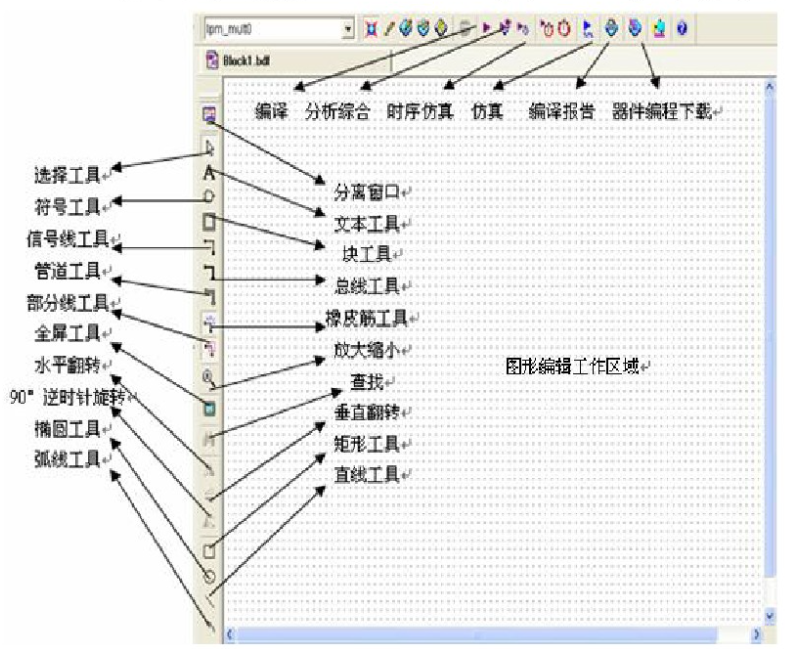 lpm_mult0
Block1.bdf
编译 分析综合 时序仿真 仿真 编译报告 器件编程下载
选择工具
符号工具
信号线工具
管道工具
部分线工具
全屏工具
水平翻转
90° 逆时针旋转
椭圆工具
弧线工具
分离窗口
文本工具
块工具
总线工具
橡皮筋工具
放大缩小
查找
垂直翻转
矩形工具
直线工具
图形编辑工作区域